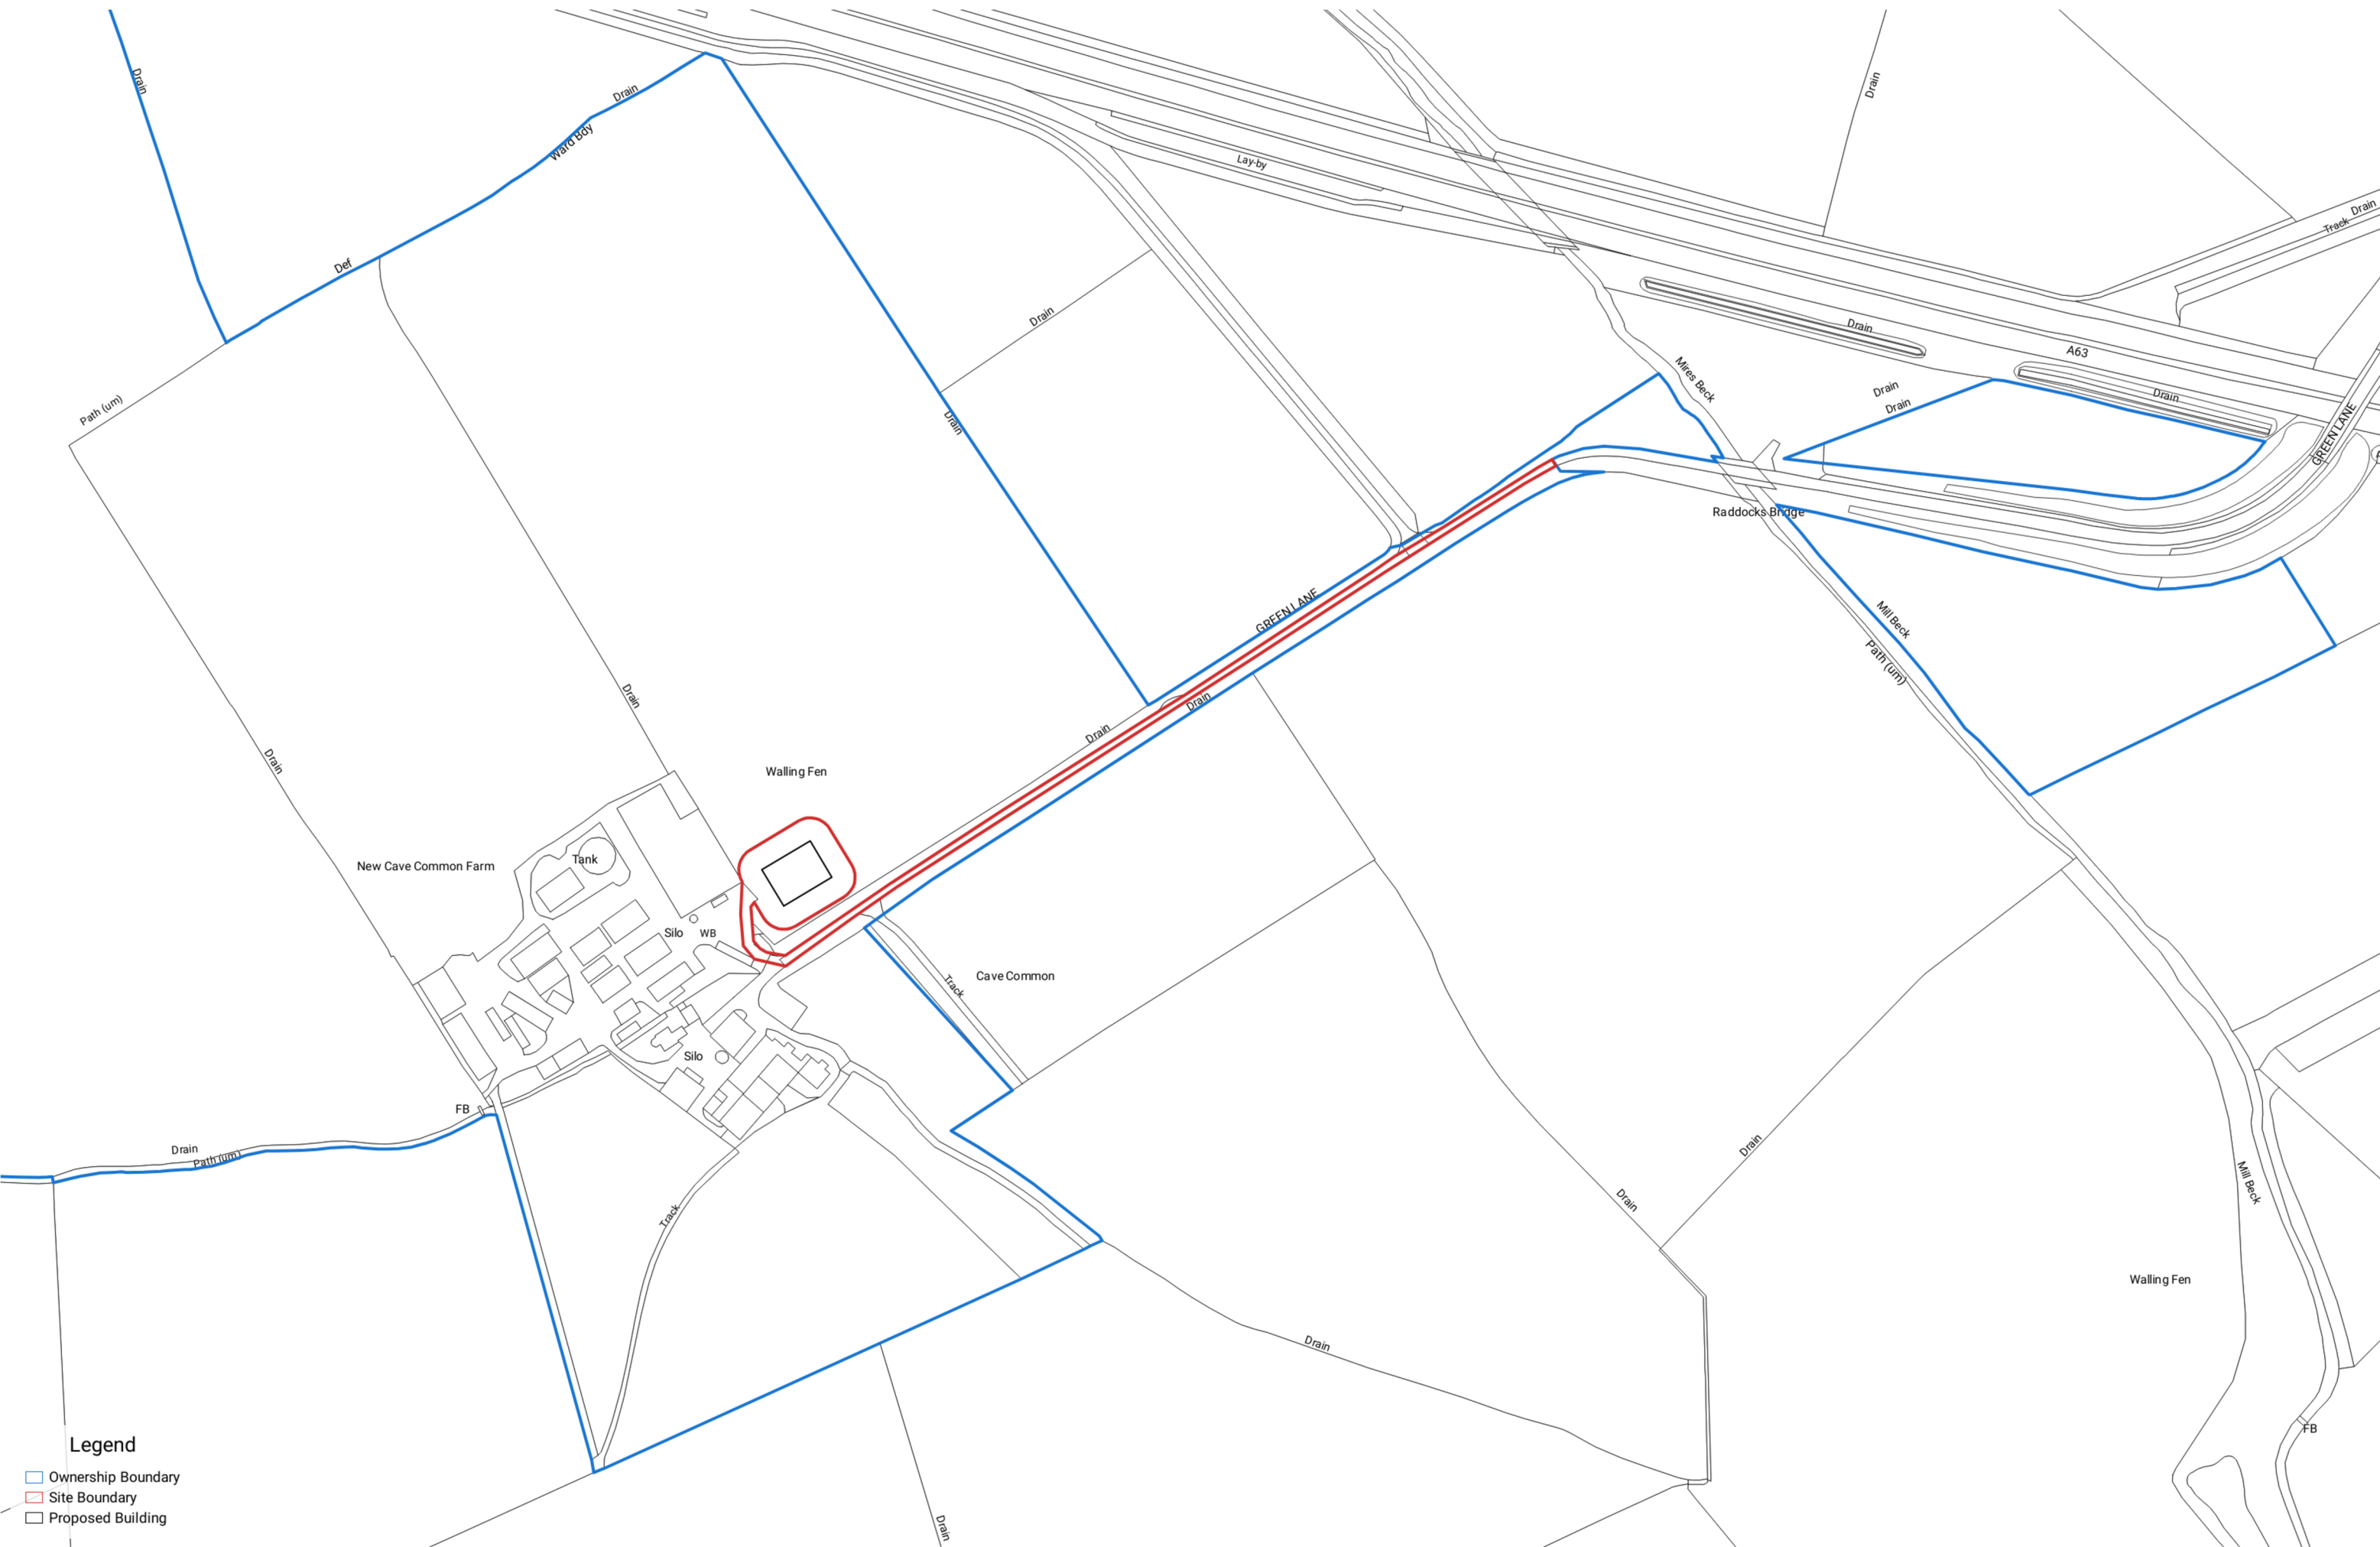 Drain
Drain
Drain
Ward Bdy
Lay-by
Drain
Track
Def
Drain
Drain
A63
Mires Beck
Drain
Drain
Drain
Path (um)
Drain
GREEN LANE
Raddocks Bridge
GREEN LANE
Mill Beck
Path (um)
Drain
Drain
Drain
Drain
Walling Fen
Tank
New Cave Common Farm
Silo
WB
Cave Common
Track
Silo
FB
Drain
Path (um)
Drain
Mill Beck
Drain
Track
Walling Fen
Drain
FB
Drain
Legend
Ownership Boundary
Site Boundary
Proposed Building